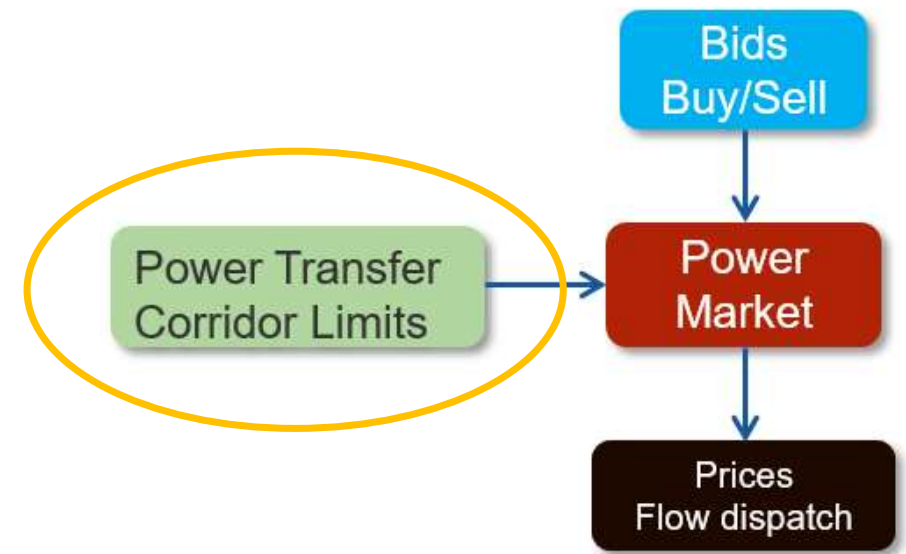 Bids
Buy/Sell
Power Transfer
Corridor Limits
Power
Market
Prices
Flow dispatch